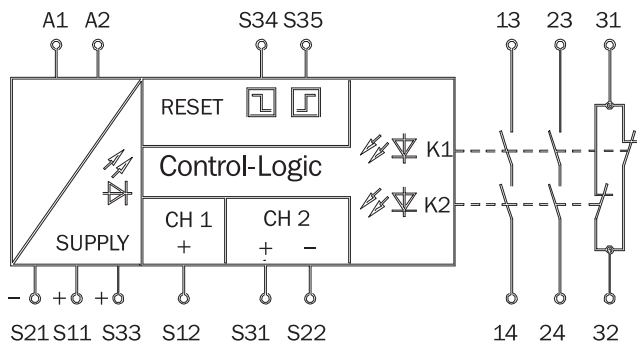 A1 A2 S34 S35 13 23 31
RESET
Control-Logic K1
K2
CH 1 CH 2
SUPPLY + + −
− + +
S21 S11 S33 S12 S31 S22 14 24 32